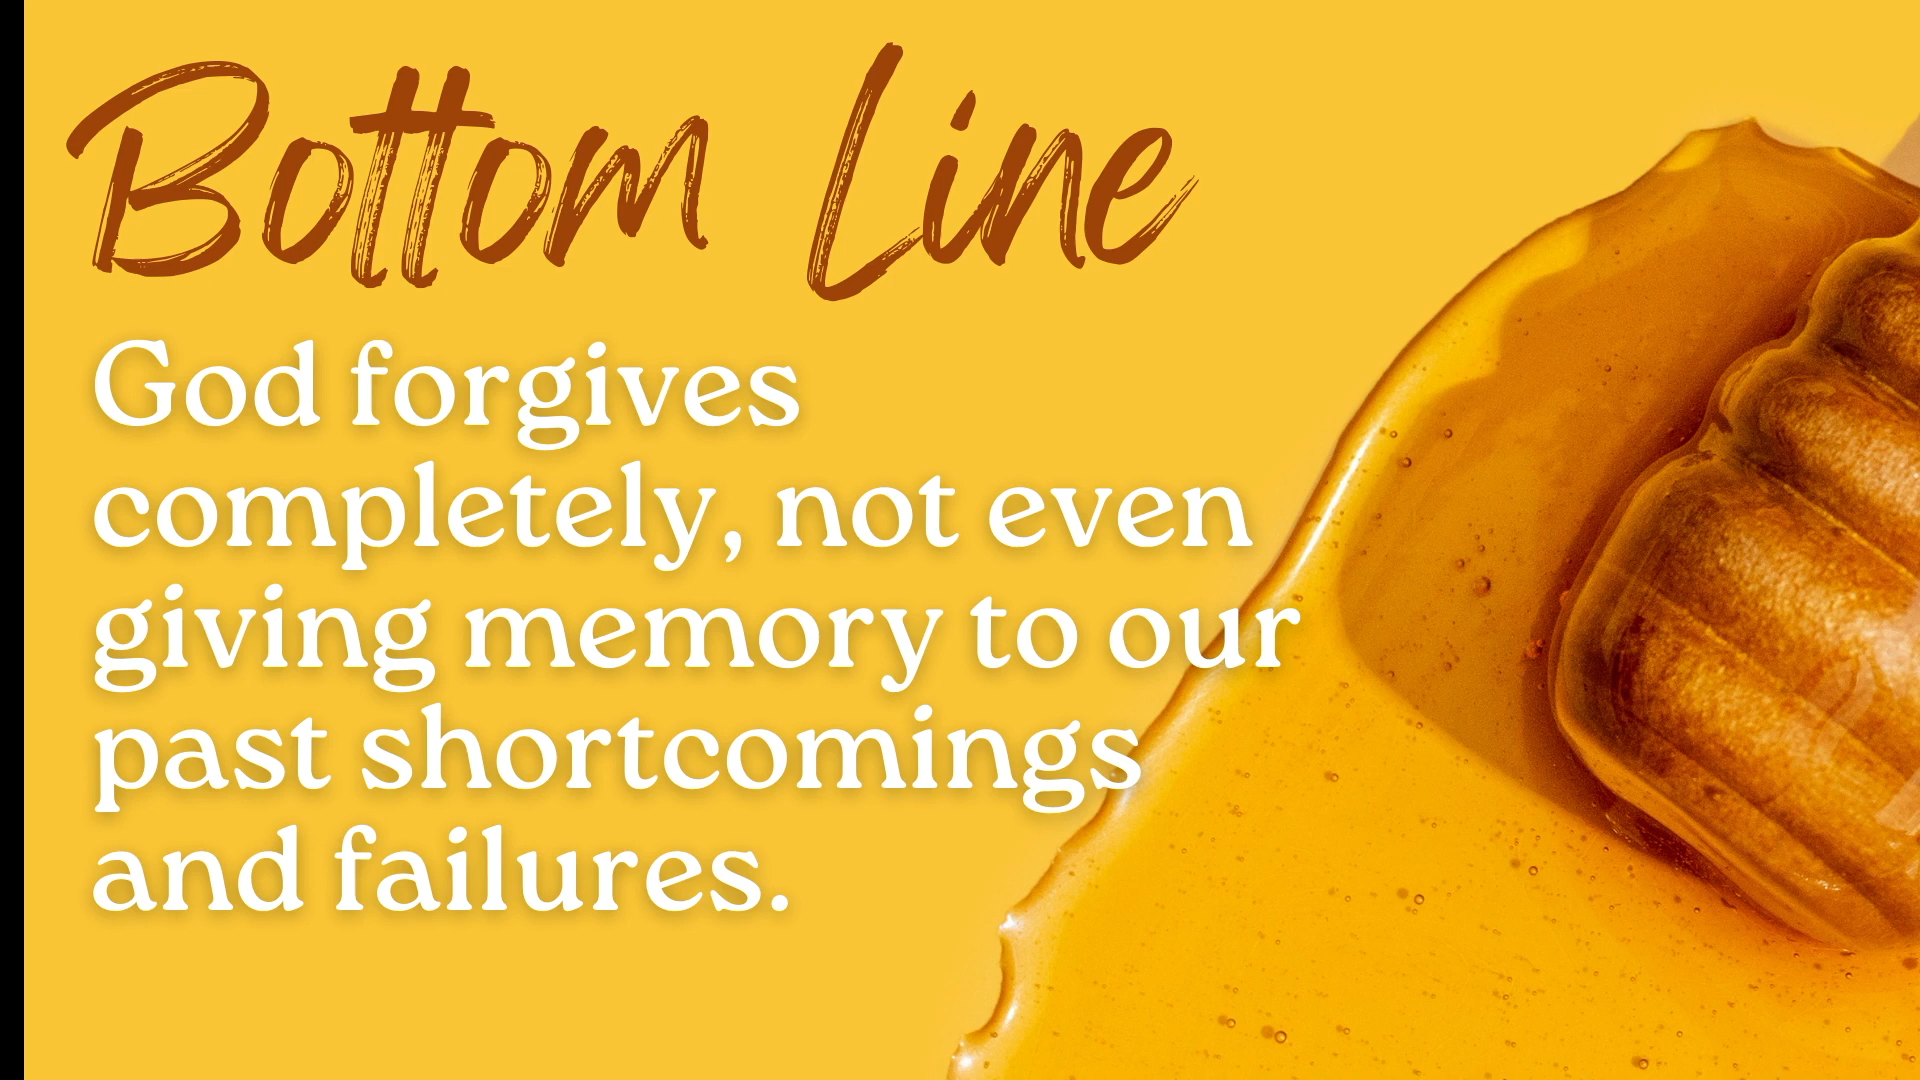 Bottom Line
God forgives
completely, not even
giving memory to our
past shortcomings
and failures.